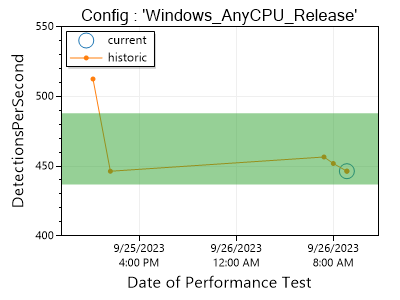 Config : 'Windows_AnyCPU_Release'
current
historic
DetectionsPerSecond
550
500
450
400
9/25/2023 9/26/2023 9/26/2023
4:00 PM 12:00 AM 8:00 AM
Date of Performance Test